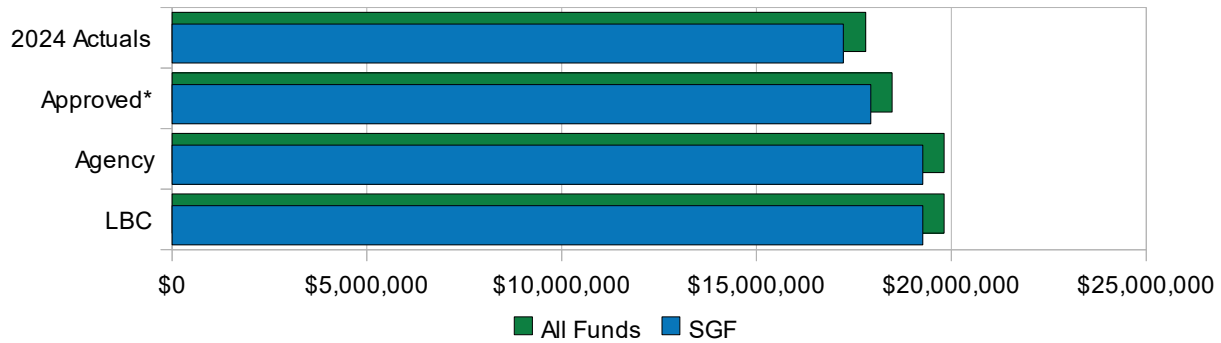 2024 Actuals
Approved*
Agency
LBC
$0 $5,000,000 $10,000,000 $15,000,000 $20,000,000 $25,000,000
All Funds SGF